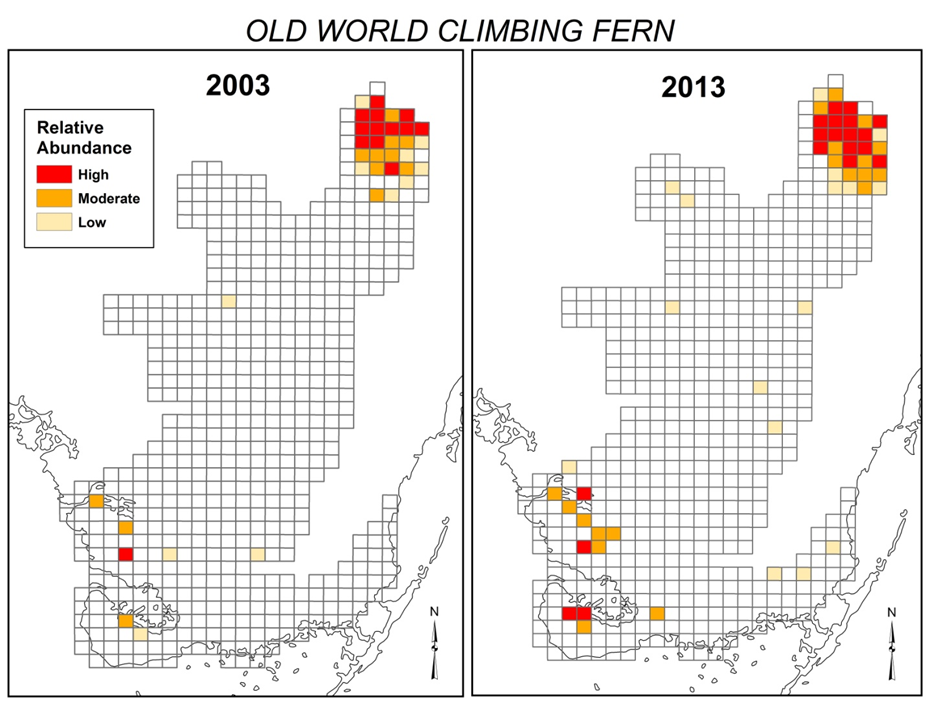 OLD WORLD CLIMBING FERN
2003
2013
Relative
Abundance
High
Moderate
Low
N
N